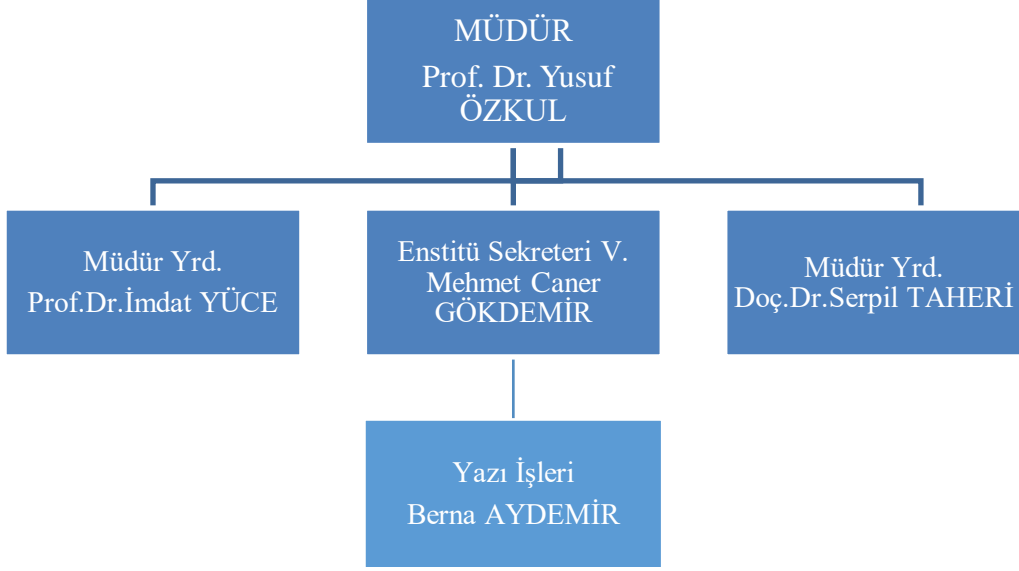 MÜDÜR
Prof. Dr. Yusuf
ÖZKUL
Müdür Yrd.
Prof.Dr.İmdat YÜCE
Enstitü Sekreteri V.
Mehmet Caner
GÖKDEMİR
Müdür Yrd.
Doç.Dr.Serpil TAHERİ
Yazı İşleri
Berna AYDEMİR